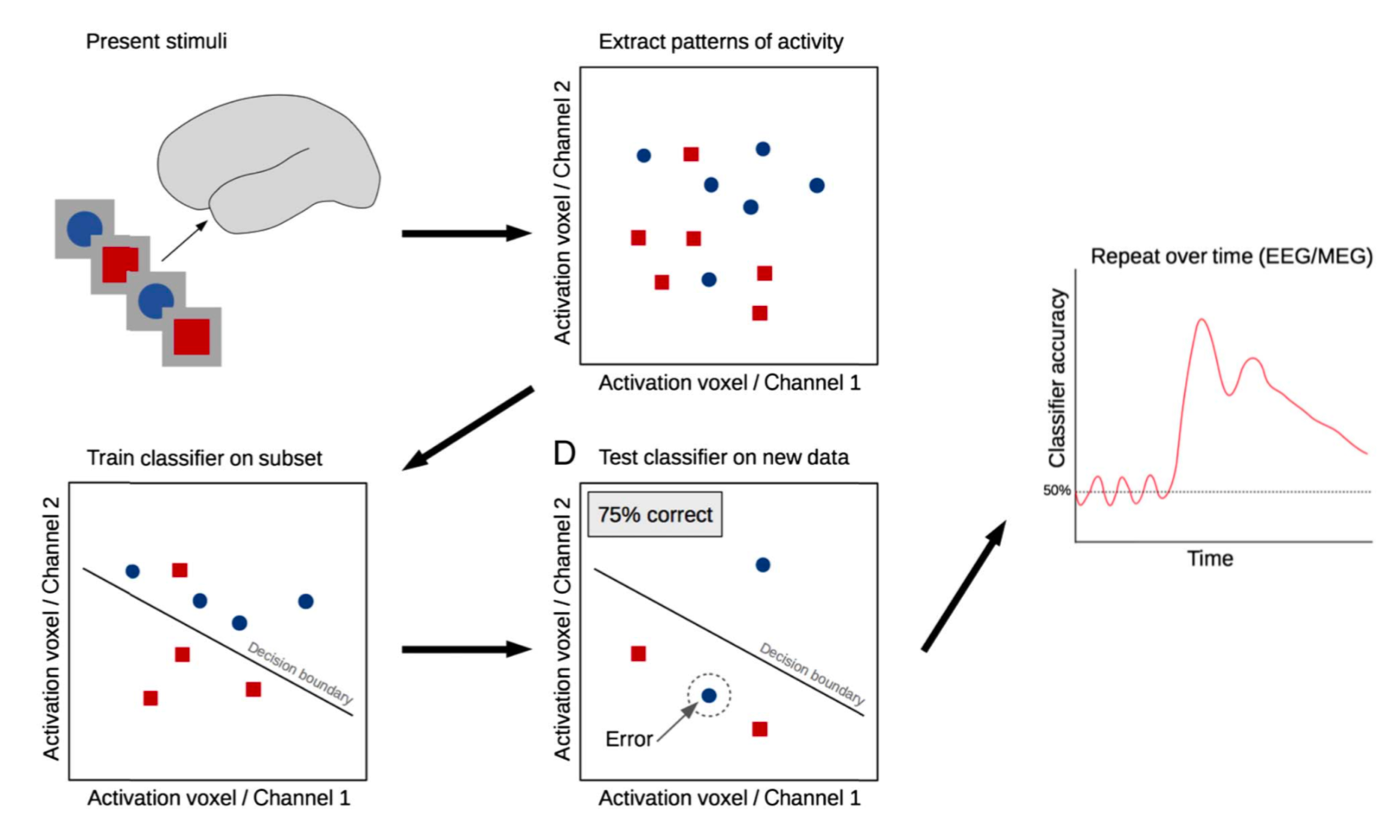 Present stimuli
Extract patterns of activity
Activation voxel / Channel 2
Activation voxel / Channel 1
Train classifier on subset
Activation voxel / Channel 2
Decision boundary
Activation voxel / Channel 1
D
Test classifier on new data
75% correct
Activation voxel / Channel 2
Decision boundary
Error
Activation voxel / Channel 1
Repeat over time (EEG/MEG)
Classifier accuracy
50%
Time